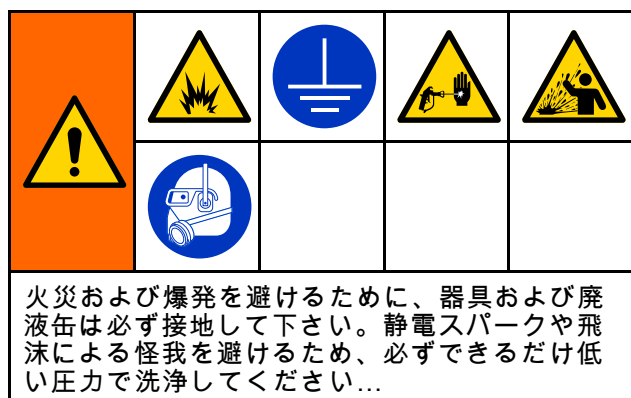 火災および爆発を避けるために、器具および廃
液缶は必ず接地して下さい。静電スパークや飛
沫による怪我を避けるため、必ずできるだけ低
い圧力で洗浄してください...